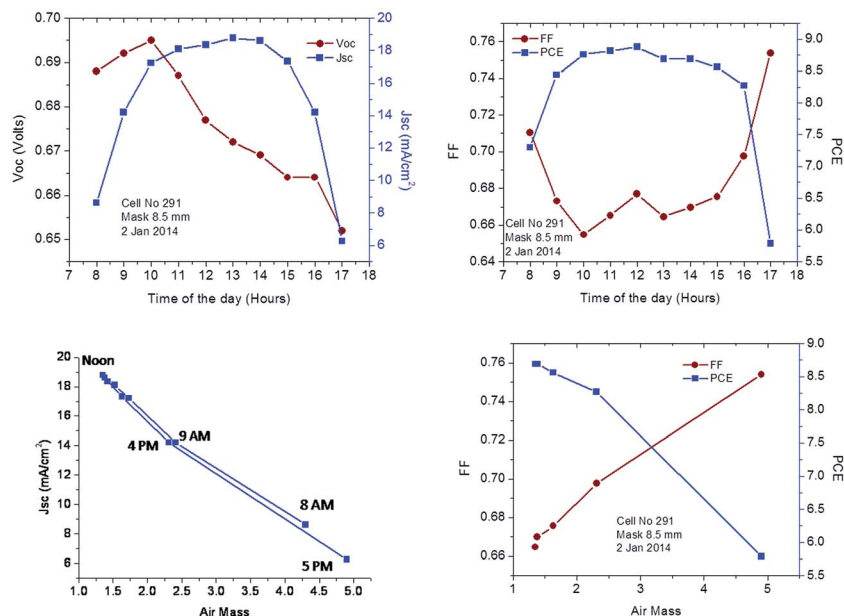 0.70
0.69
0.68
0.67
0.66
0.65
Voc (Volts)
7 8 9 10 11 12 13 14 15 16 17 18
Time of the day (Hours)
20
18
16
14
12
10
8
6
Jsc (mA/cm²)
Voc
Jsc
Cell No 291
Mask 8.5 mm
2 Jan 2014
0.76
0.74
0.72
0.70
0.68
0.66
0.64
FF
7 8 9 10 11 12 13 14 15 16 17 18
Time of the day (Hours)
9.0
8.5
8.0
7.5
7.0
6.5
6.0
5.5
PCE
FF
PCE
Cell No 291
Mask 8.5 mm
2 Jan 2014
20
18
16
14
12
10
8
6
Jsc (mA/cm²)
Noon
9 AM
4 PM
8 AM
5 PM
1.0 1.5 2.0 2.5 3.0 3.5 4.0 4.5 5.0
Air Mass
0.76
0.74
0.72
0.70
0.68
0.66
FF
1 2 3 4 5
Air Mass
9.0
8.5
8.0
7.5
7.0
6.5
6.0
5.5
PCE
FF
PCE
Cell No 291
Mask 8.5 mm
2 Jan 2014